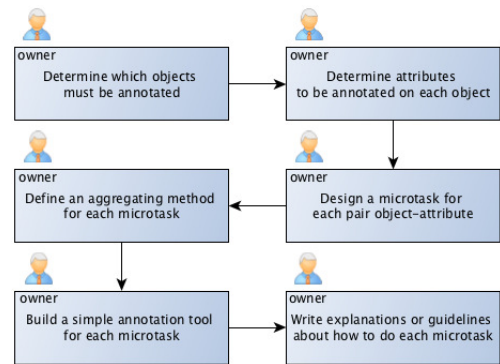 owner
Determine which objects
must be annotated
owner
Determine attributes
to be annotated on each object
owner
Design a microtask for
each pair object-attribute
owner
Define an aggregating method
for each microtask
owner
Build a simple annotation tool
for each microtask
owner
Write explanations or guidelines
about how to do each microtask